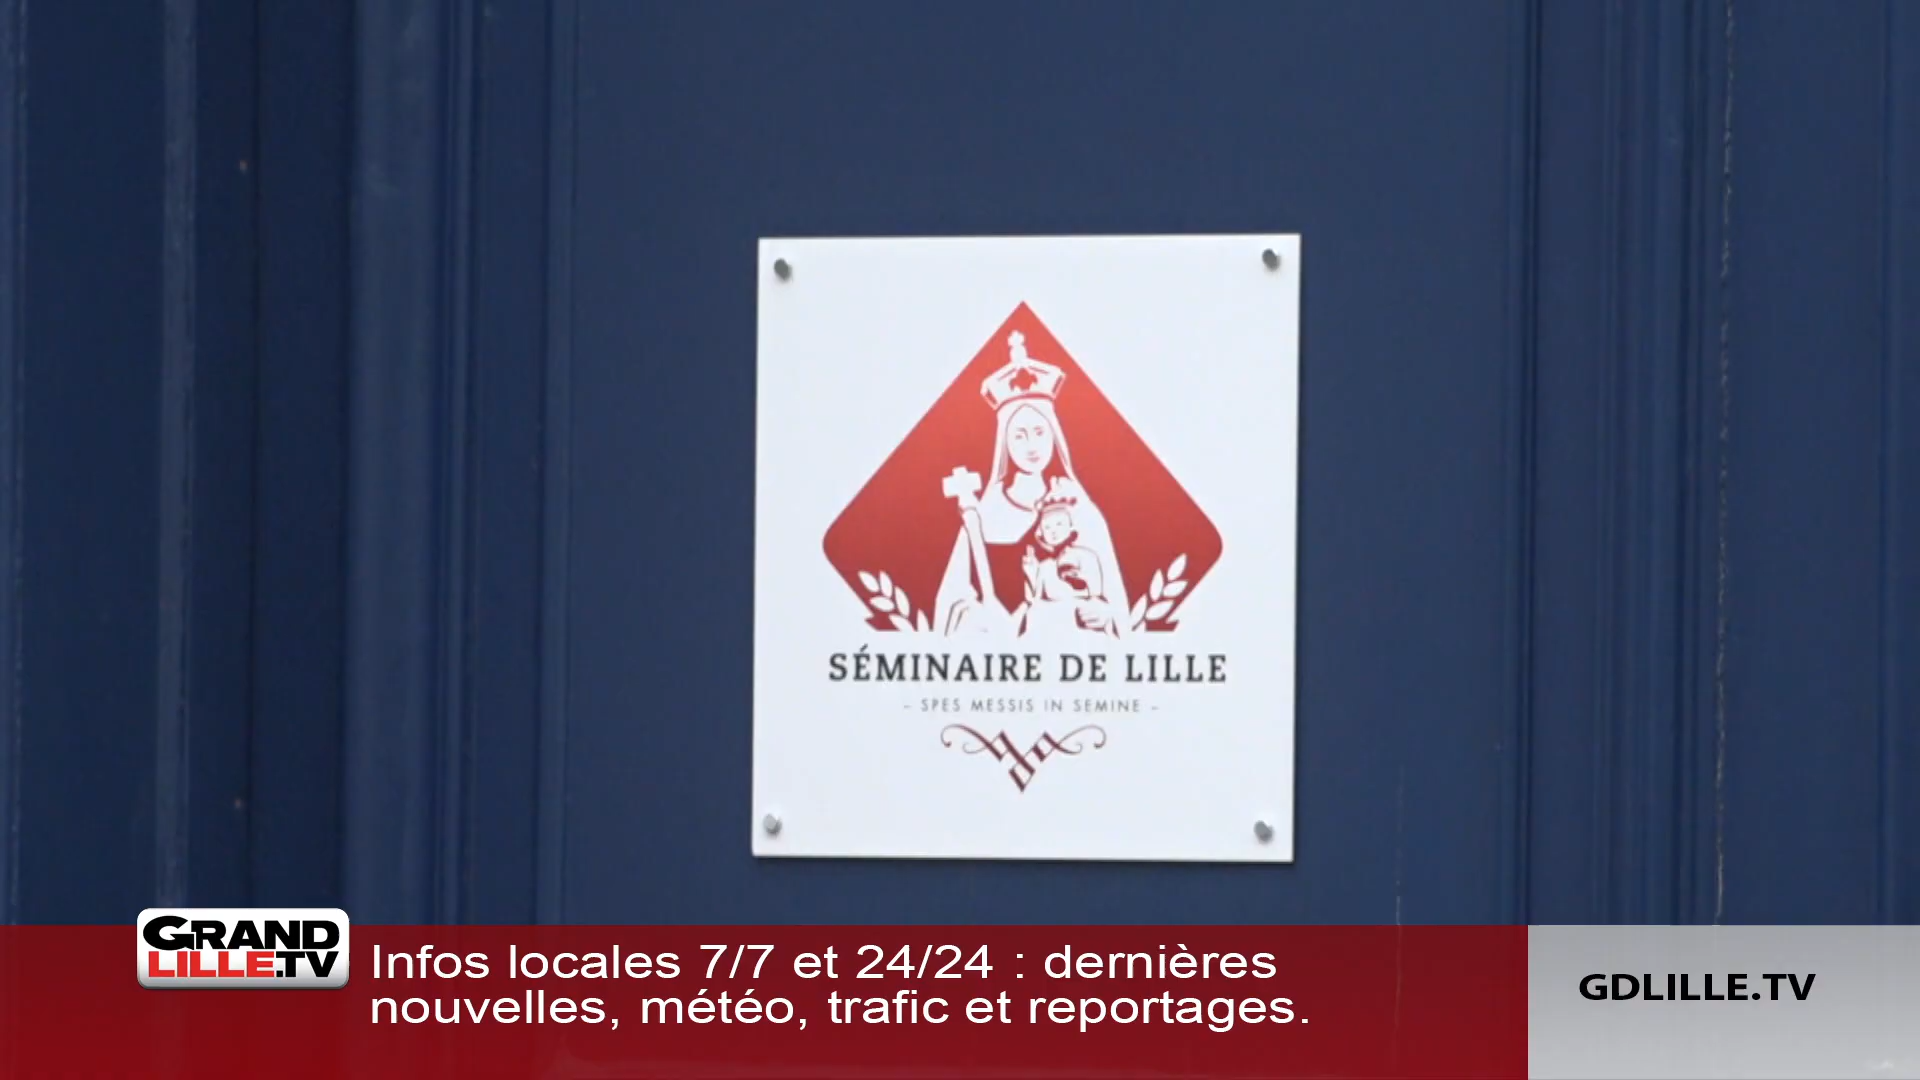 SÉMINAIRE DE LILLE
– SPES MESSIS IN SEMINE –
GRAND
LILLE.TV
Infos locales 7/7 et 24/24 : dernières
nouvelles, météo, trafic et reportages.
GDLILLE.TV